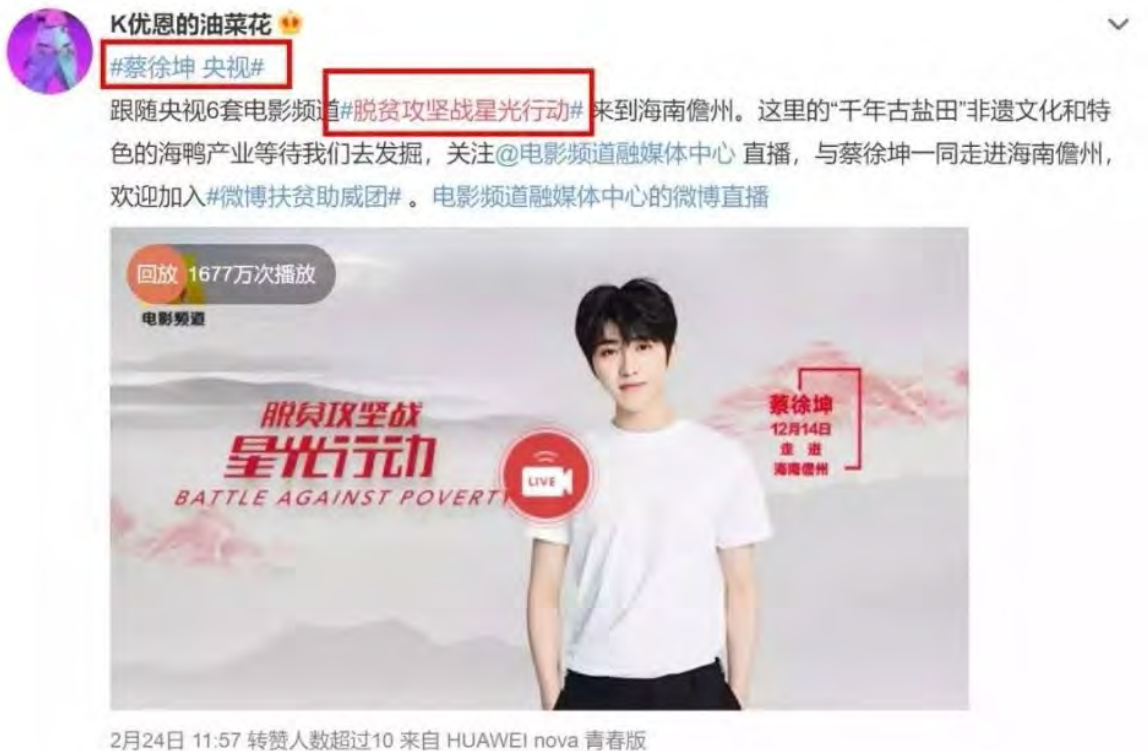 K优恩的油菜花
#蔡徐坤 央视#
跟随央视6套电影频道#脱贫攻坚战星光行动# 来到海南儋州。这里的“千年古盐田”非遗文化和特
色的海鸭产业等待我们去发掘，关注@电影频道融媒体中心 直播，与蔡徐坤一同走进海南儋州，
欢迎加入#微博扶贫助威团# 。电影频道融媒体中心的微博直播
回放 1677万次播放
电影频道
脱贫攻坚战
星光行动
BATTLE AGAINST POVERTY
LIVE
蔡徐坤
12月14日
走 进
海南儋州
2月24日 11:57 转赞人数超过10 来自 HUAWEI nova 青春版